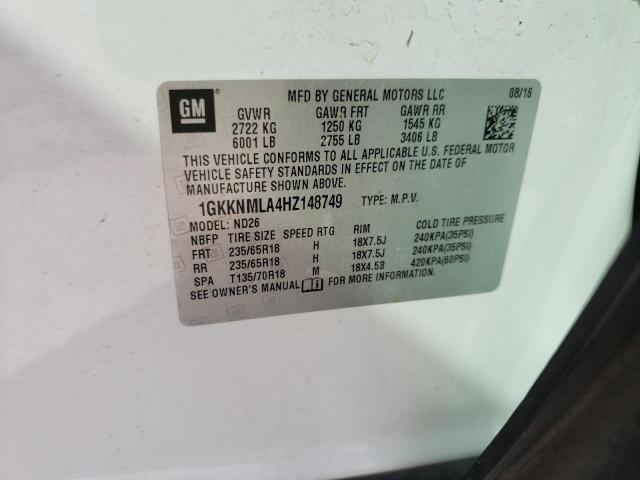 GM
MFD BY GENERAL MOTORS LLC 08/16
GVWR GAWR FRT GAWR RR
2722 KG 1250 KG 1545 KG
6001 LB 2755 LB 3406 LB
THIS VEHICLE CONFORMS TO ALL APPLICABLE U.S. FEDERAL MOTOR
VEHICLE SAFETY STANDARDS IN EFFECT ON THE DATE OF
MANUFACTURE SHOWN ABOVE.
1GKKNMLA4HZ148749 TYPE: M.P.V.
MODEL: ND26
NBFP TIRE SIZE SPEED RTG RIM COLD TIRE PRESSURE
FRT 235/65R18 H 18X7.5J 240KPA(35PSI)
RR 235/65R18 H 18X7.5J 240KPA(35PSI)
SPA T135/70R18 M 18X4.5B 420KPA(60PSI)
SEE OWNER'S MANUAL FOR MORE INFORMATION.